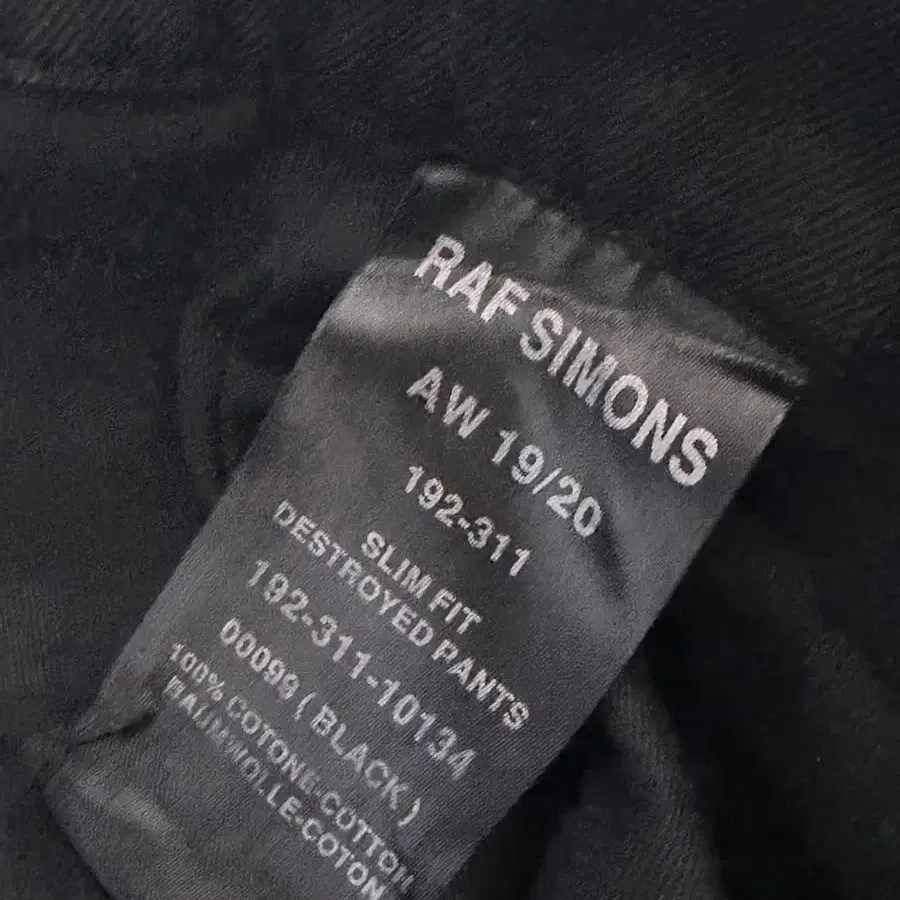 RAF SIMONS
AW 19/20
192-311
SLIM FIT
DESTROYED PANTS
192-311-10134
00099 ( BLACK )
100% COTONE-COTTON
BAUMWOLLE-COTON